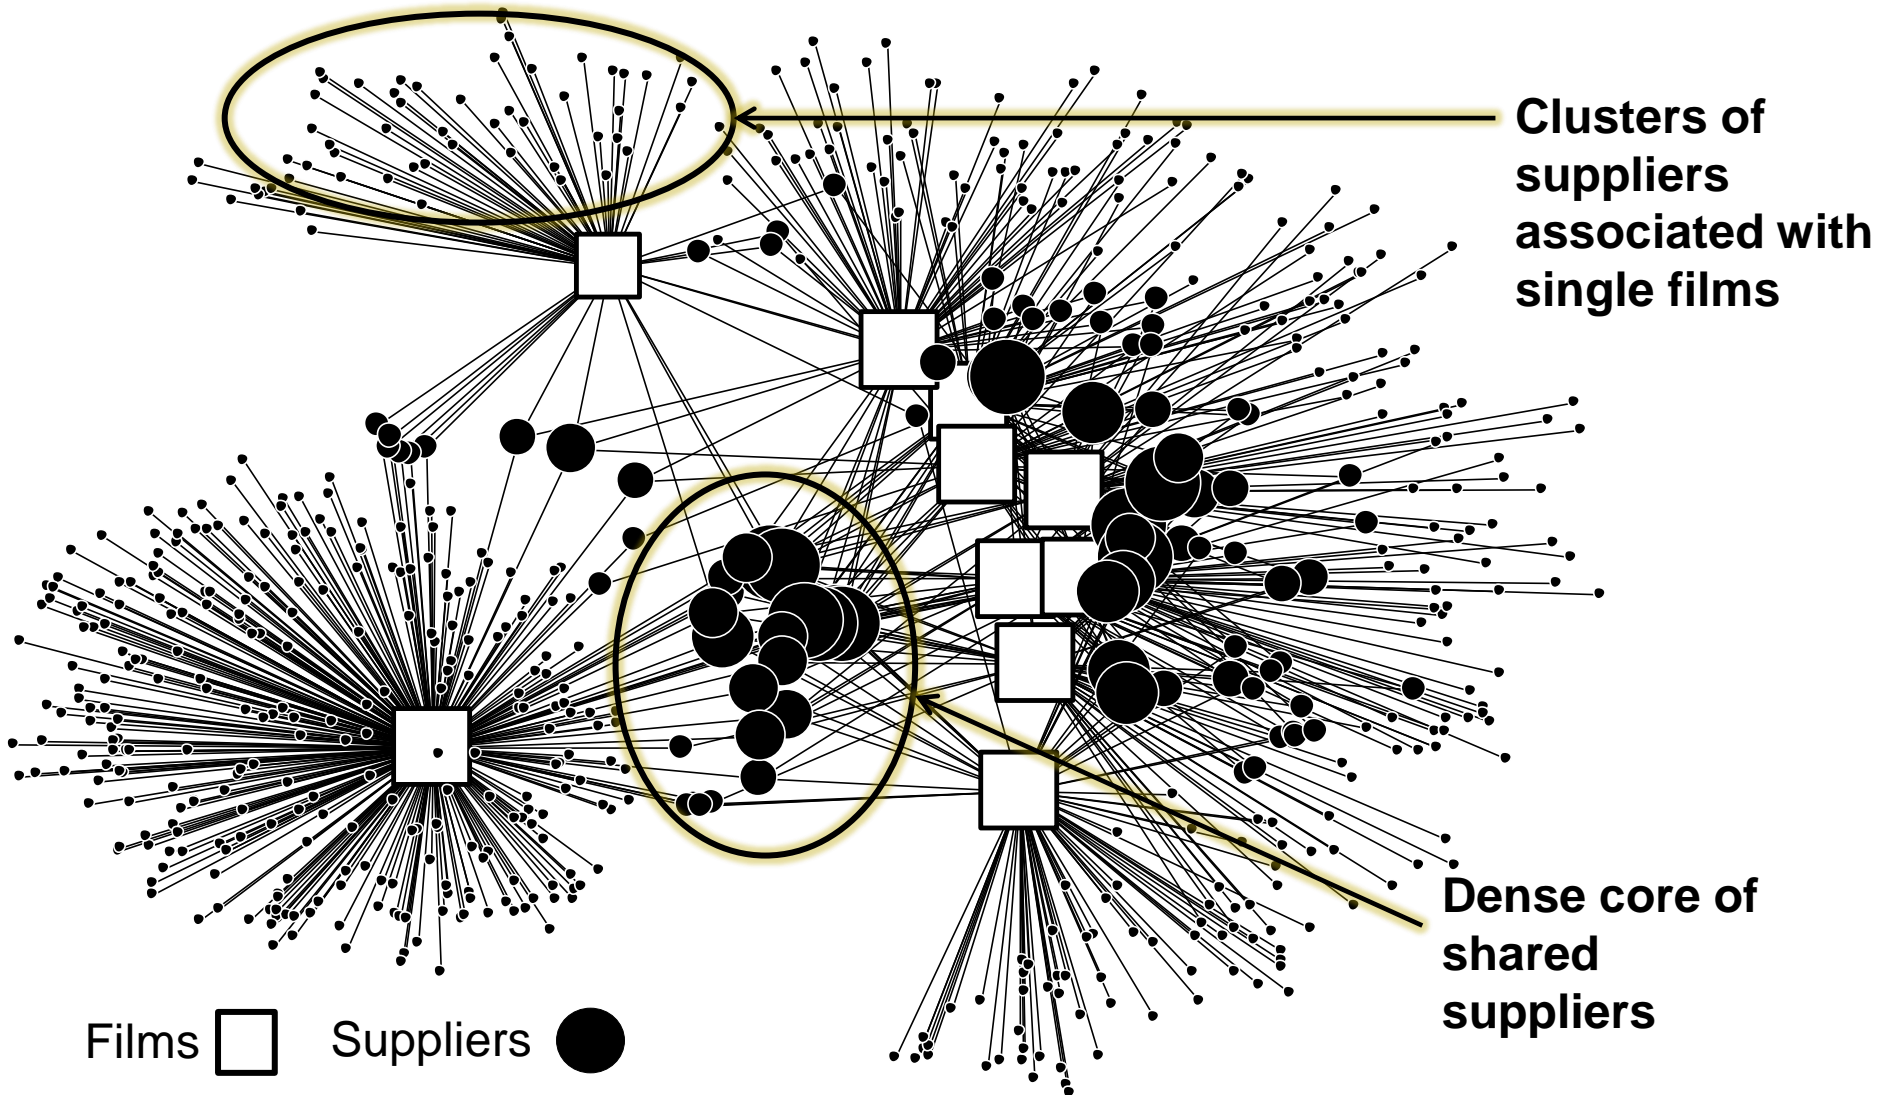 Clusters of
suppliers
associated with
single films
Dense core of
shared
suppliers
Films
Suppliers